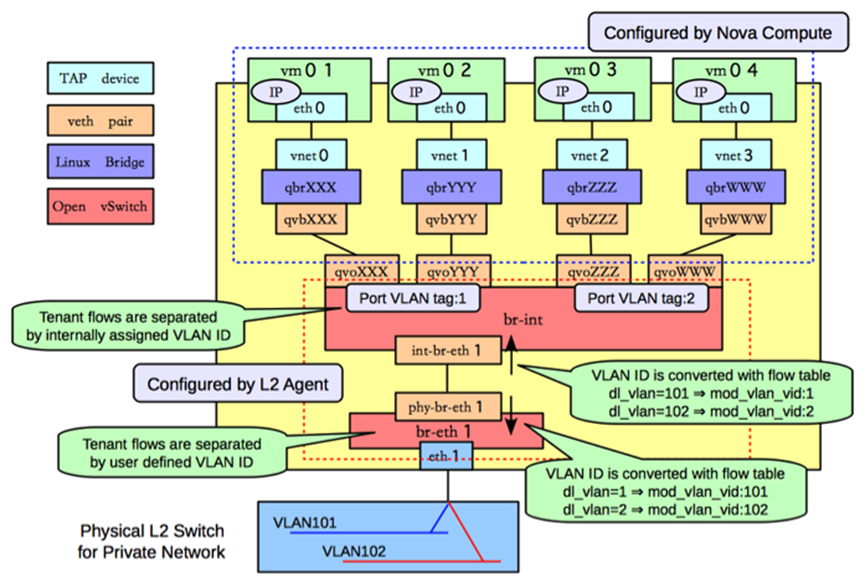 Configured by Nova Compute
TAP device
veth pair
Linux Bridge
Open vSwitch
vm 0 1
vm 0 2
vm 0 3
vm 0 4
IP
IP
IP
IP
eth 0
eth 0
eth 0
eth 0
vnet 0
vnet 1
vnet 2
vnet 3
qbrXXX
qbrYYY
qbrZZZ
qbrWWW
qvbXXX
qvbYYY
qvbZZZ
qvbWWW
qvoXXX
qvoYYY
qvoZZZ
qvoWWW
Port VLAN tag:1
Port VLAN tag:2
br-int
Tenant flows are separated
by internally assigned VLAN ID
int-br-eth 1
Configured by L2 Agent
VLAN ID is converted with flow table
dl_vlan=101 ⇒ mod_vlan_vid:1
dl_vlan=102 ⇒ mod_vlan_vid:2
phy-br-eth 1
br-eth 1
Tenant flows are separated
by user defined VLAN ID
eth 1
VLAN ID is converted with flow table
dl_vlan=1 ⇒ mod_vlan_vid:101
dl_vlan=2 ⇒ mod_vlan_vid:102
Physical L2 Switch
for Private Network
VLAN101
VLAN102